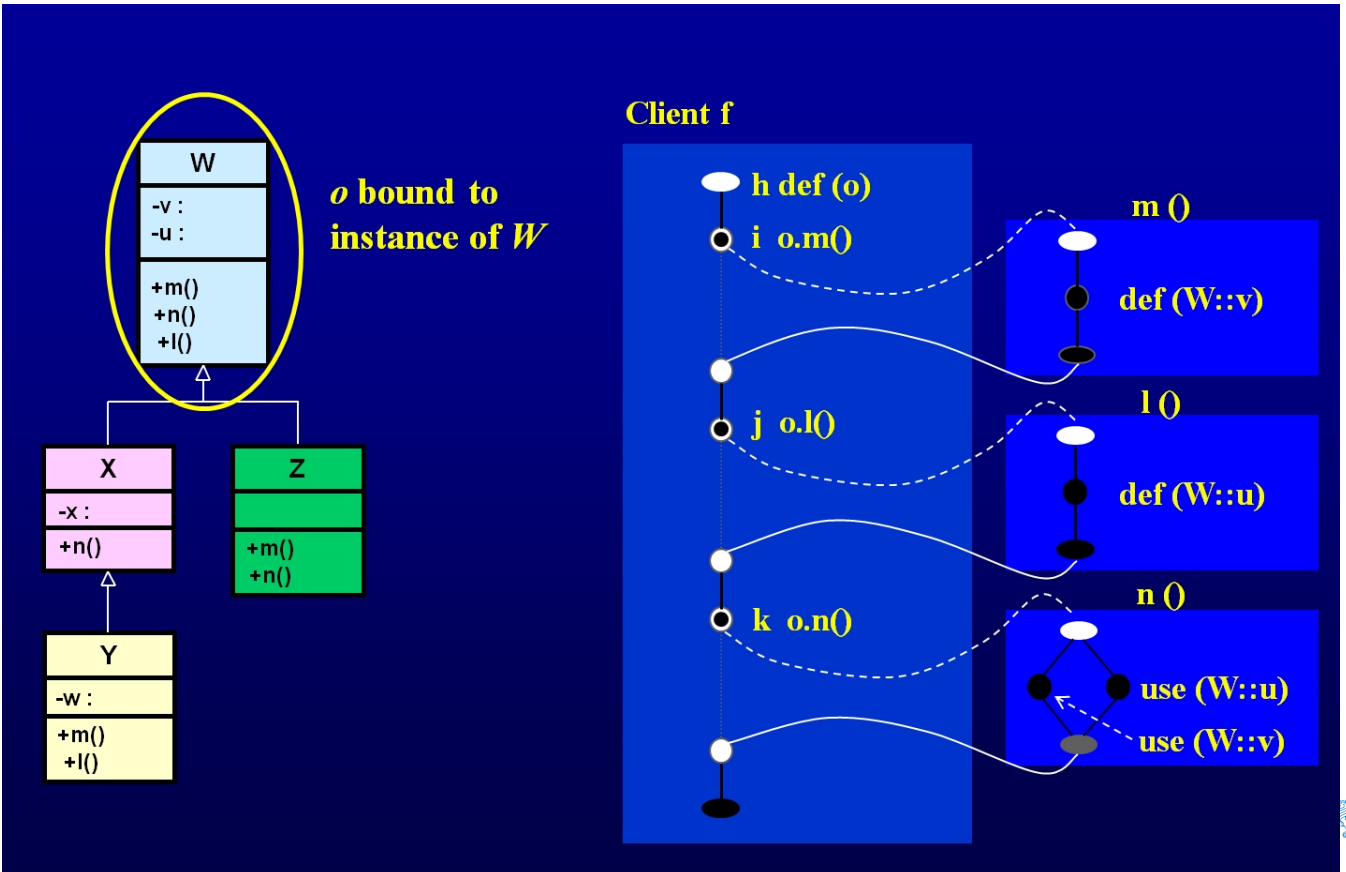 W
-v :
-u :
+m()
+n()
+l()
o bound to
instance of W
X
-x :
+n()
Z
+m()
+n()
Y
-w :
+m()
+l()
Client f
h def (o)
i o.m()
j o.l()
k o.n()
m ()
def (W::v)
l ()
def (W::u)
n ()
use (W::u)
use (W::v)